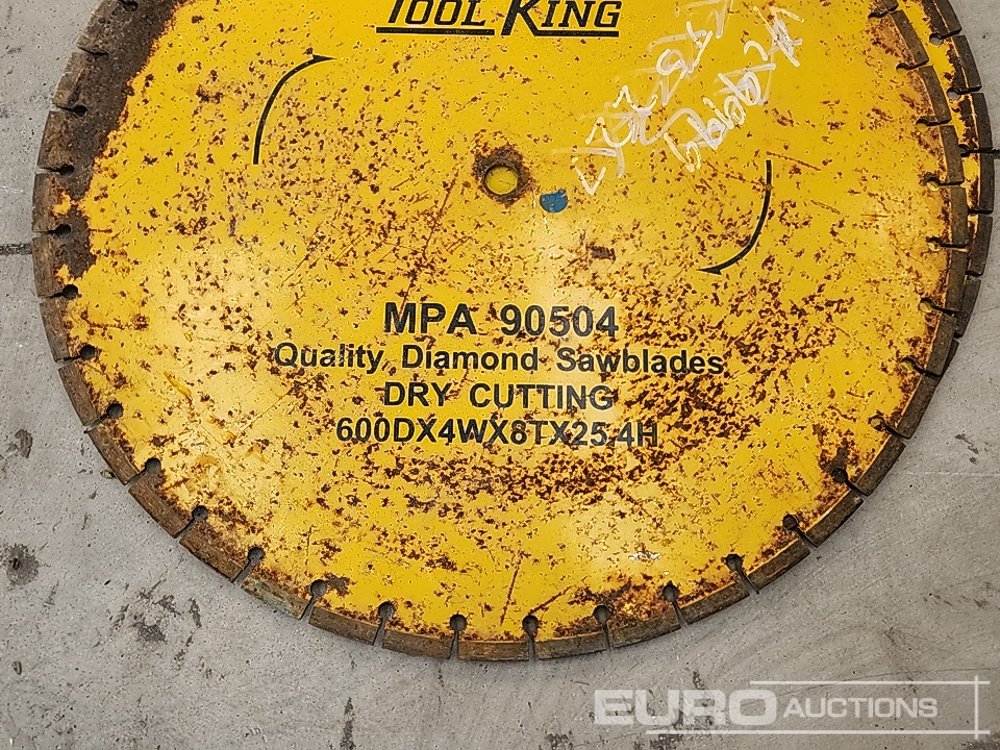 TOOL KING
MPA 90504
Quality Diamond Sawblades
DRY CUTTING
600DX4WX8TX25.4H
EURO AUCTIONS